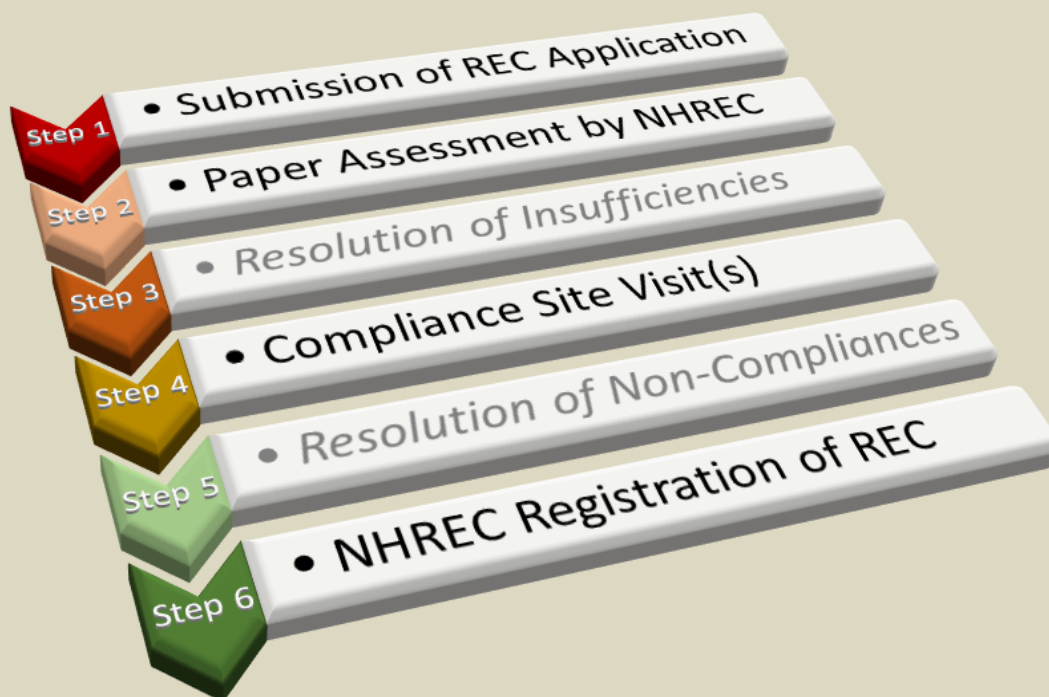 Step 1
• Submission of REC Application
Step 2
• Paper Assessment by NHREC
Step 3
• Resolution of Insufficiencies
Step 4
• Compliance Site Visit(s)
Step 5
• Resolution of Non-Compliances
Step 6
• NHREC Registration of REC